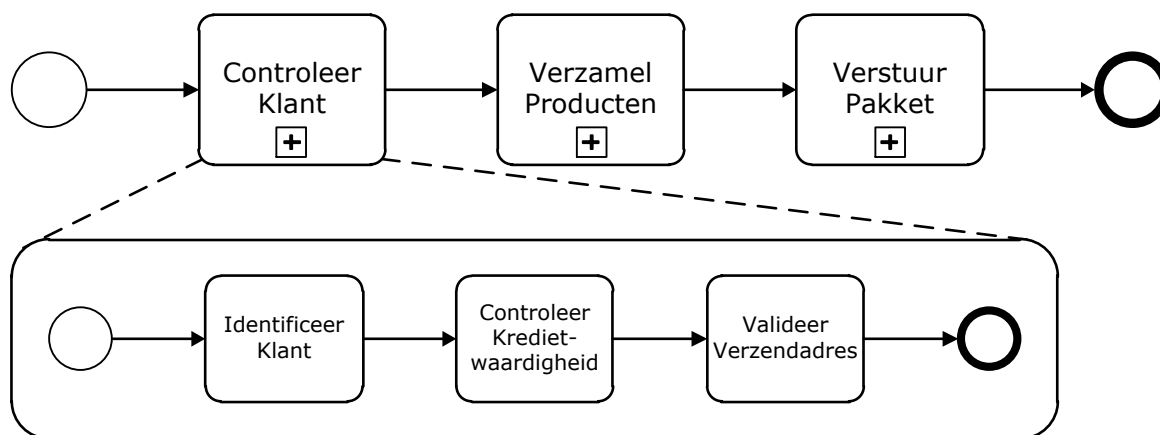 Controleer
Klant
Verzamel
Producten
Verstuur
Pakket
Identificeer
Klant
Controleer
Krediet-
waardigheid
Valideer
Verzendadres